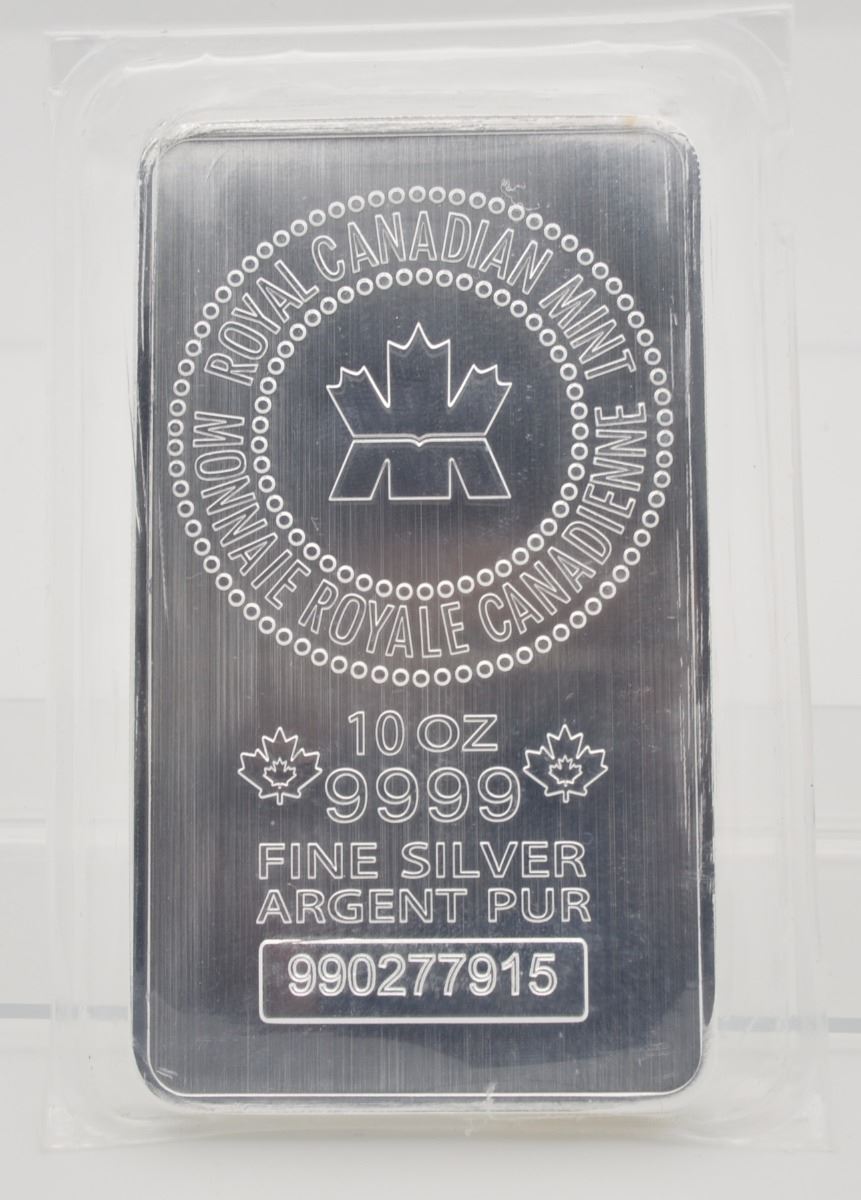 ROYAL CANADIAN MINT
MONNAIE ROYALE CANADIENNE
10 OZ
9999
FINE SILVER
ARGENT PUR
990277915